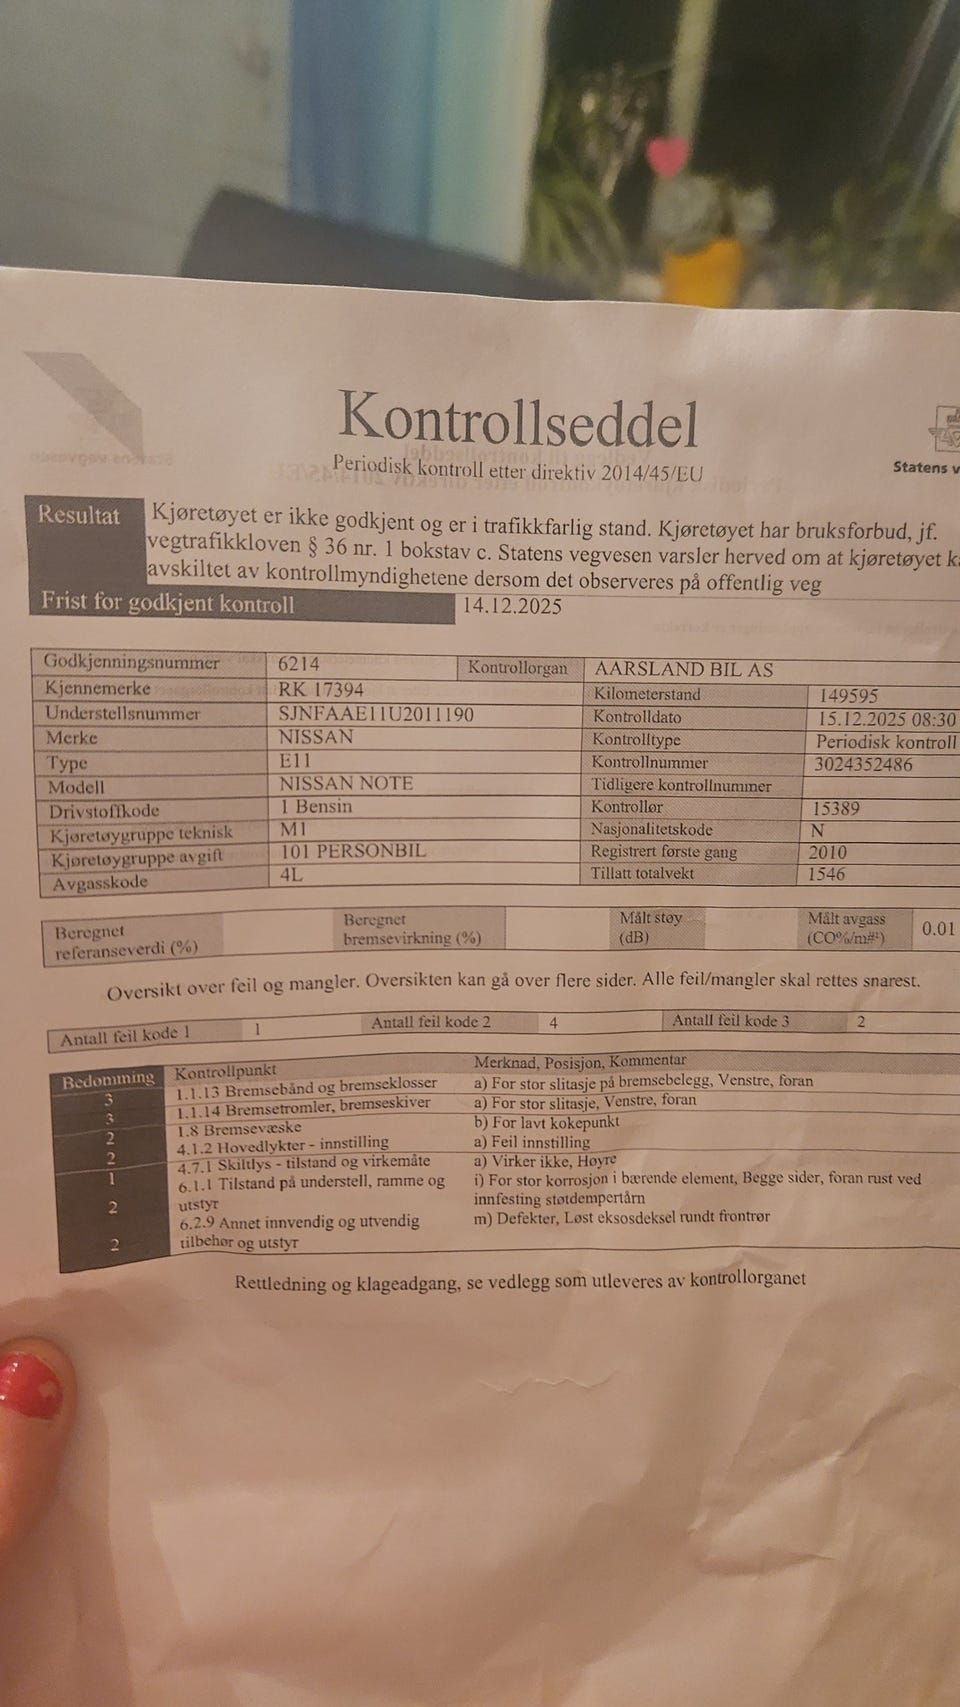 Kontrollseddel
Periodisk kontroll etter direktiv 2014/45/EU
Statens v
Resultat Kjøretøyet er ikke godkjent og er i trafikkfarlig stand. Kjøretøyet har bruksforbud, jf.
vegtrafikkloven § 36 nr. 1 bokstav c. Statens vegvesen varsler herved om at kjøretøyet k
avskiltet av kontrollmyndighetene dersom det observeres på offentlig veg
Frist for godkjent kontroll 14.12.2025
Godkjenningsnummer 6214 Kontrollorgan AARSLAND BIL AS
Kjennemerke RK 17394 Kilometerstand 149595
Understellsnummer SJNFAAE11U2011190 Kontrolldato 15.12.2025 08:30
Merke NISSAN Kontrolltype Periodisk kontroll
Type E11 Kontrollnummer 3024352486
Modell NISSAN NOTE Tidligere kontrollnummer
Drivstoffkode 1 Bensin Kontrollør 15389
Kjøretøygruppe teknisk M1 Nasjonalitetskode N
Kjøretøygruppe avgift 101 PERSONBIL Registrert første gang 2010
Avgasskode 4L Tillatt totalvekt 1546
Beregnet Beregnet Målt støy Målt avgass 0.01
referanseverdi (%) bremsevirkning (%) (dB) (CO%/m#¹)
Oversikt over feil og mangler. Oversikten kan gå over flere sider. Alle feil/mangler skal rettes snarest.
Antall feil kode 1 1 Antall feil kode 2 4 Antall feil kode 3 2
Bedømming Kontrollpunkt Merknad, Posisjon, Kommentar
3 1.1.13 Bremsebånd og bremseklosser a) For stor slitasje på bremsebelegg, Venstre, foran
3 1.1.14 Bremsetromler, bremseskiver a) For stor slitasje, Venstre, foran
2 1.8 Bremsevæske b) For lavt kokepunkt
2 4.1.2 Hovedlykter - innstilling a) Feil innstilling
1 4.7.1 Skiltlys - tilstand og virkemåte a) Virker ikke, Høyre
6.1.1 Tilstand på understell, ramme og i) For stor korrosjon i bærende element, Begge sider, foran rust ved
2 utstyr innfesting støtdempertårn
6.2.9 Annet innvendig og utvendig m) Defekter, Løst eksosdeksel rundt frontrør
2 tilbehør og utstyr
Rettledning og klageadgang, se vedlegg som utleveres av kontrollorganet